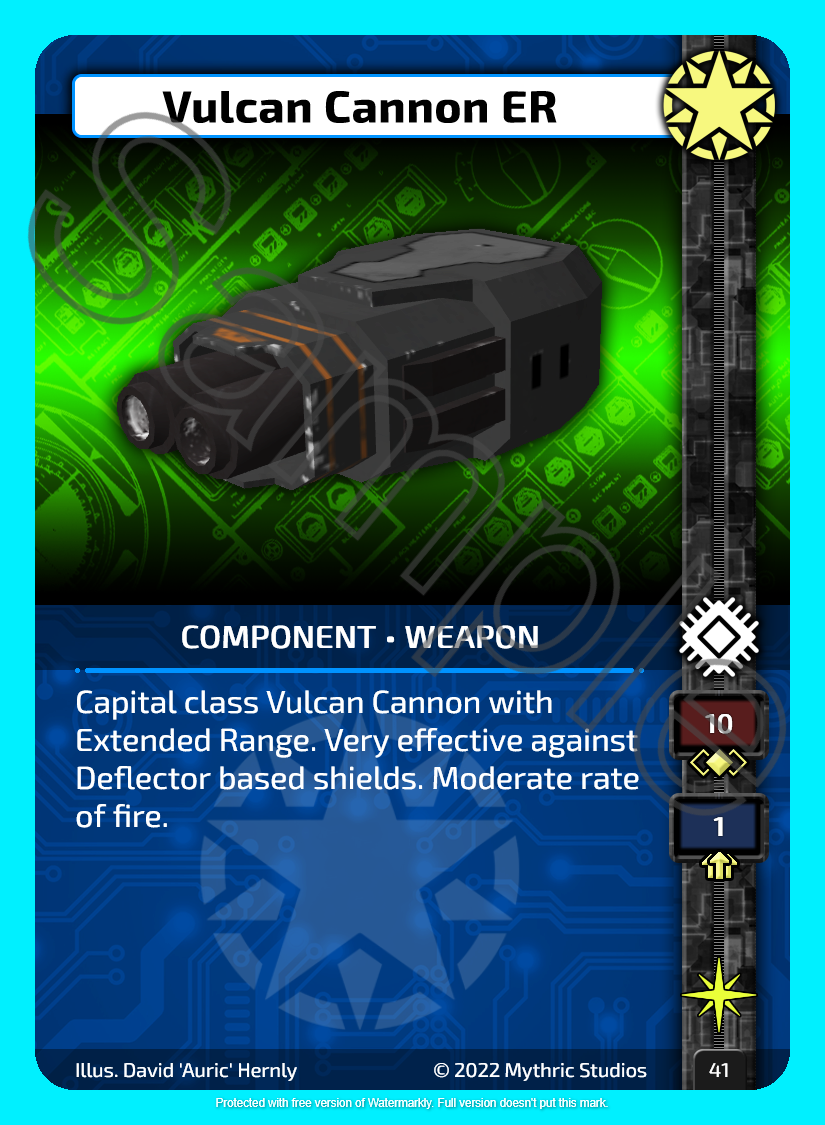 Vulcan Cannon ER
Sample
COMPONENT • WEAPON
Capital class Vulcan Cannon with
Extended Range. Very effective against
Deflector based shields. Moderate rate
of fire.
10
1
Illus. David 'Auric' Hernly
© 2022 Mythric Studios
41
Protected with free version of Watermarkly. Full version doesn't put this mark.